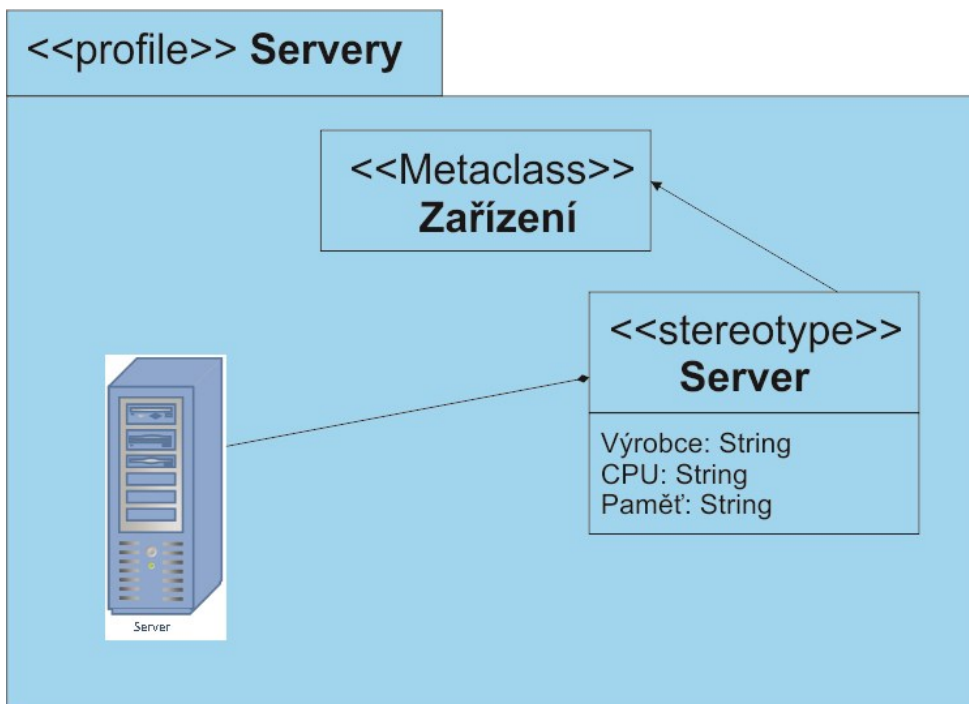 <<profile>> Servery
<<Metaclass>>
Zařízení
<<stereotype>>
Server
Výrobce: String
CPU: String
Paměť: String
Server